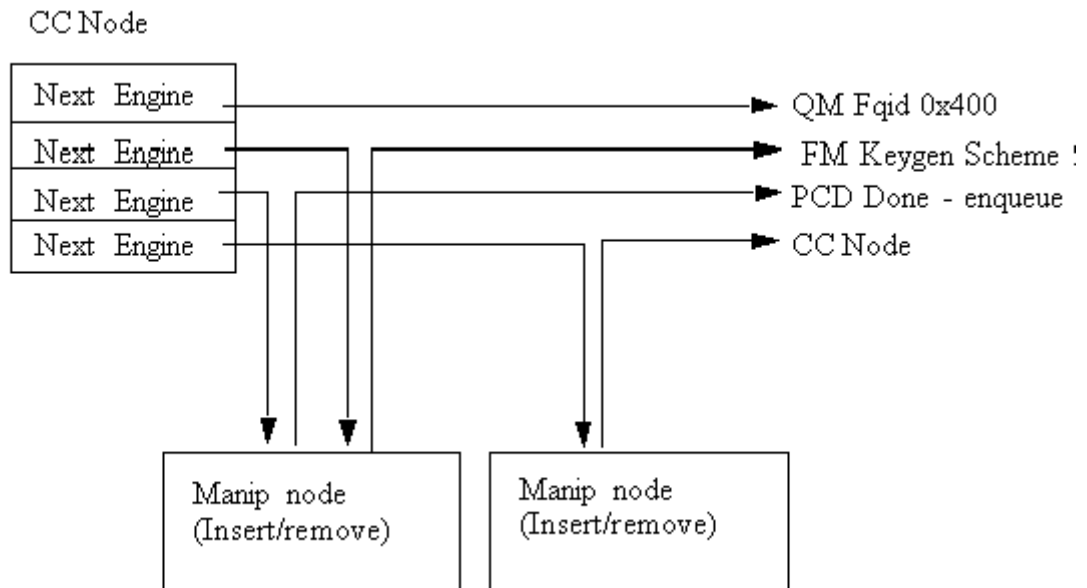 CC Node
Next Engine
Next Engine
Next Engine
Next Engine
QM Fqid 0x400
FM Keygen Scheme
PCD Done - enqueue
CC Node
Manip node
(Insert/remove)
Manip node
(Insert/remove)